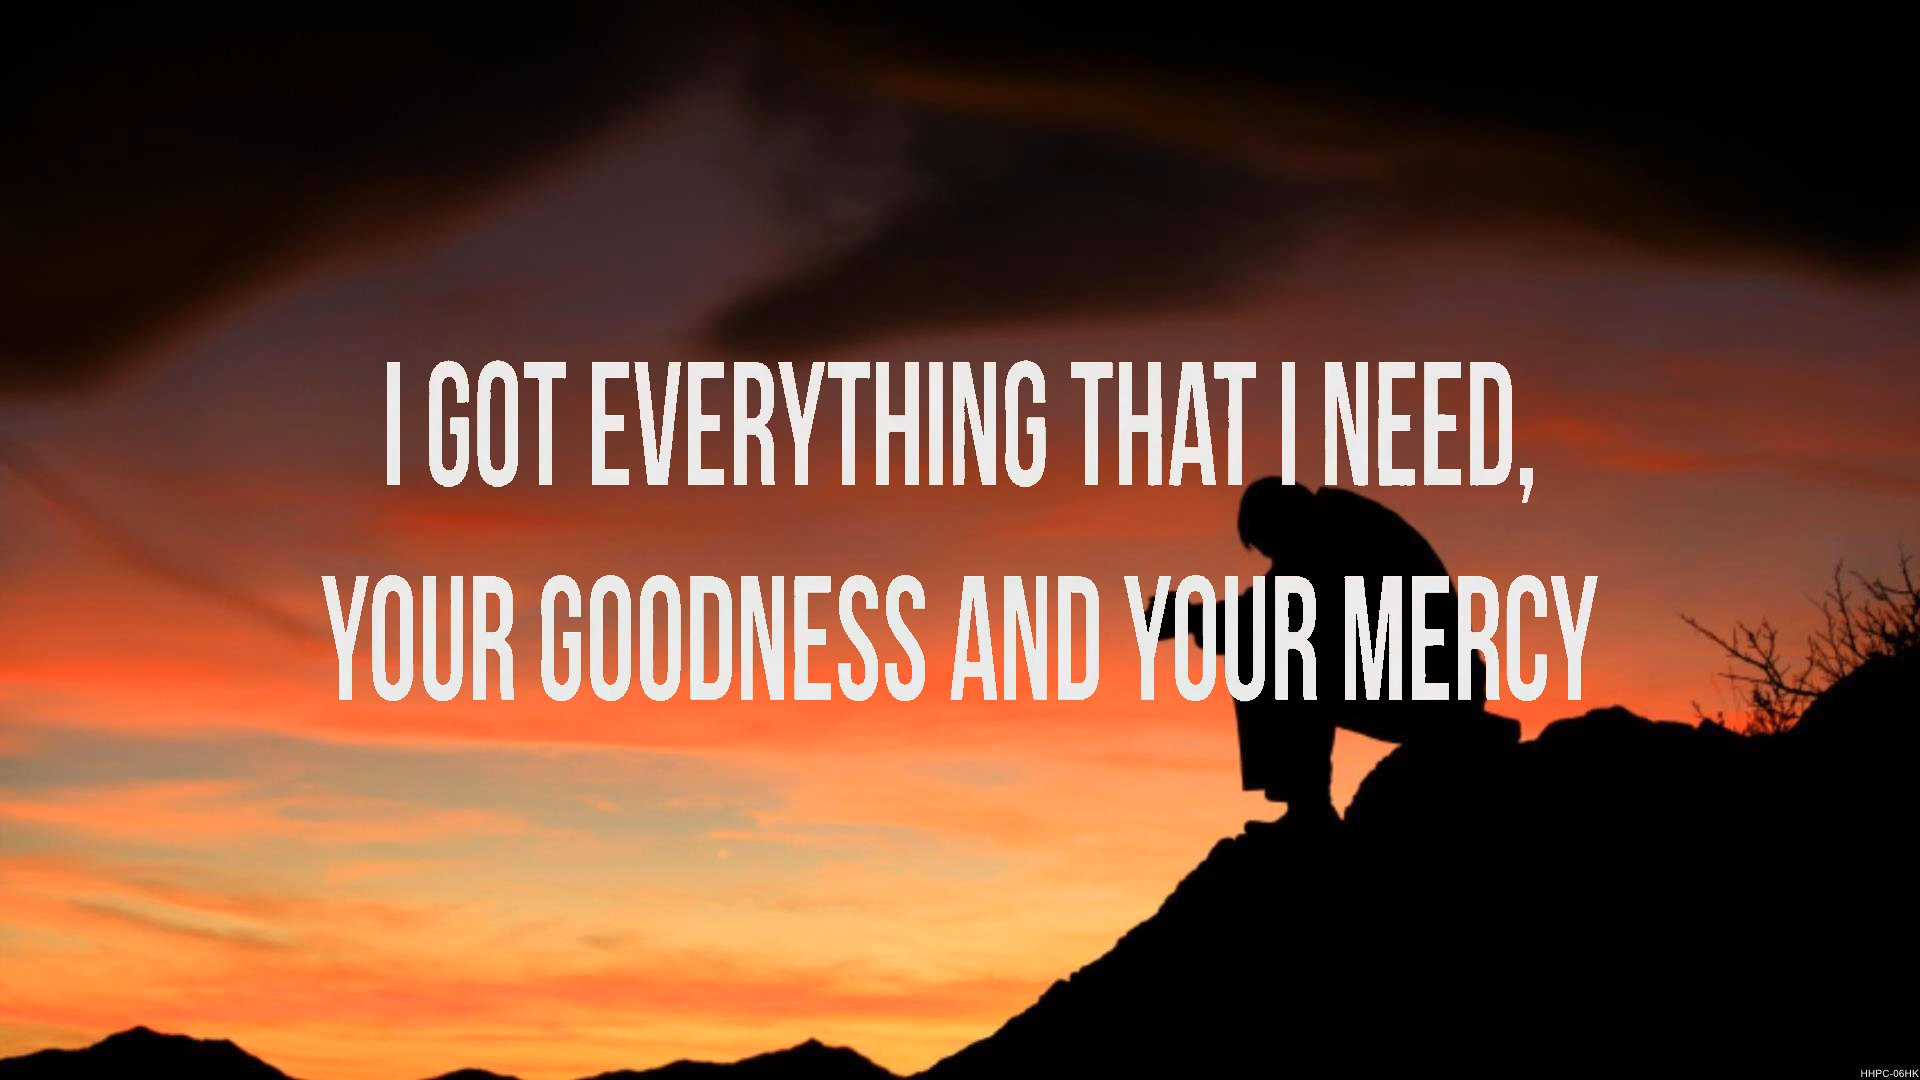 I GOT EVERYTHING THAT I NEED,
YOUR GOODNESS AND YOUR MERCY
HHPC-06HK